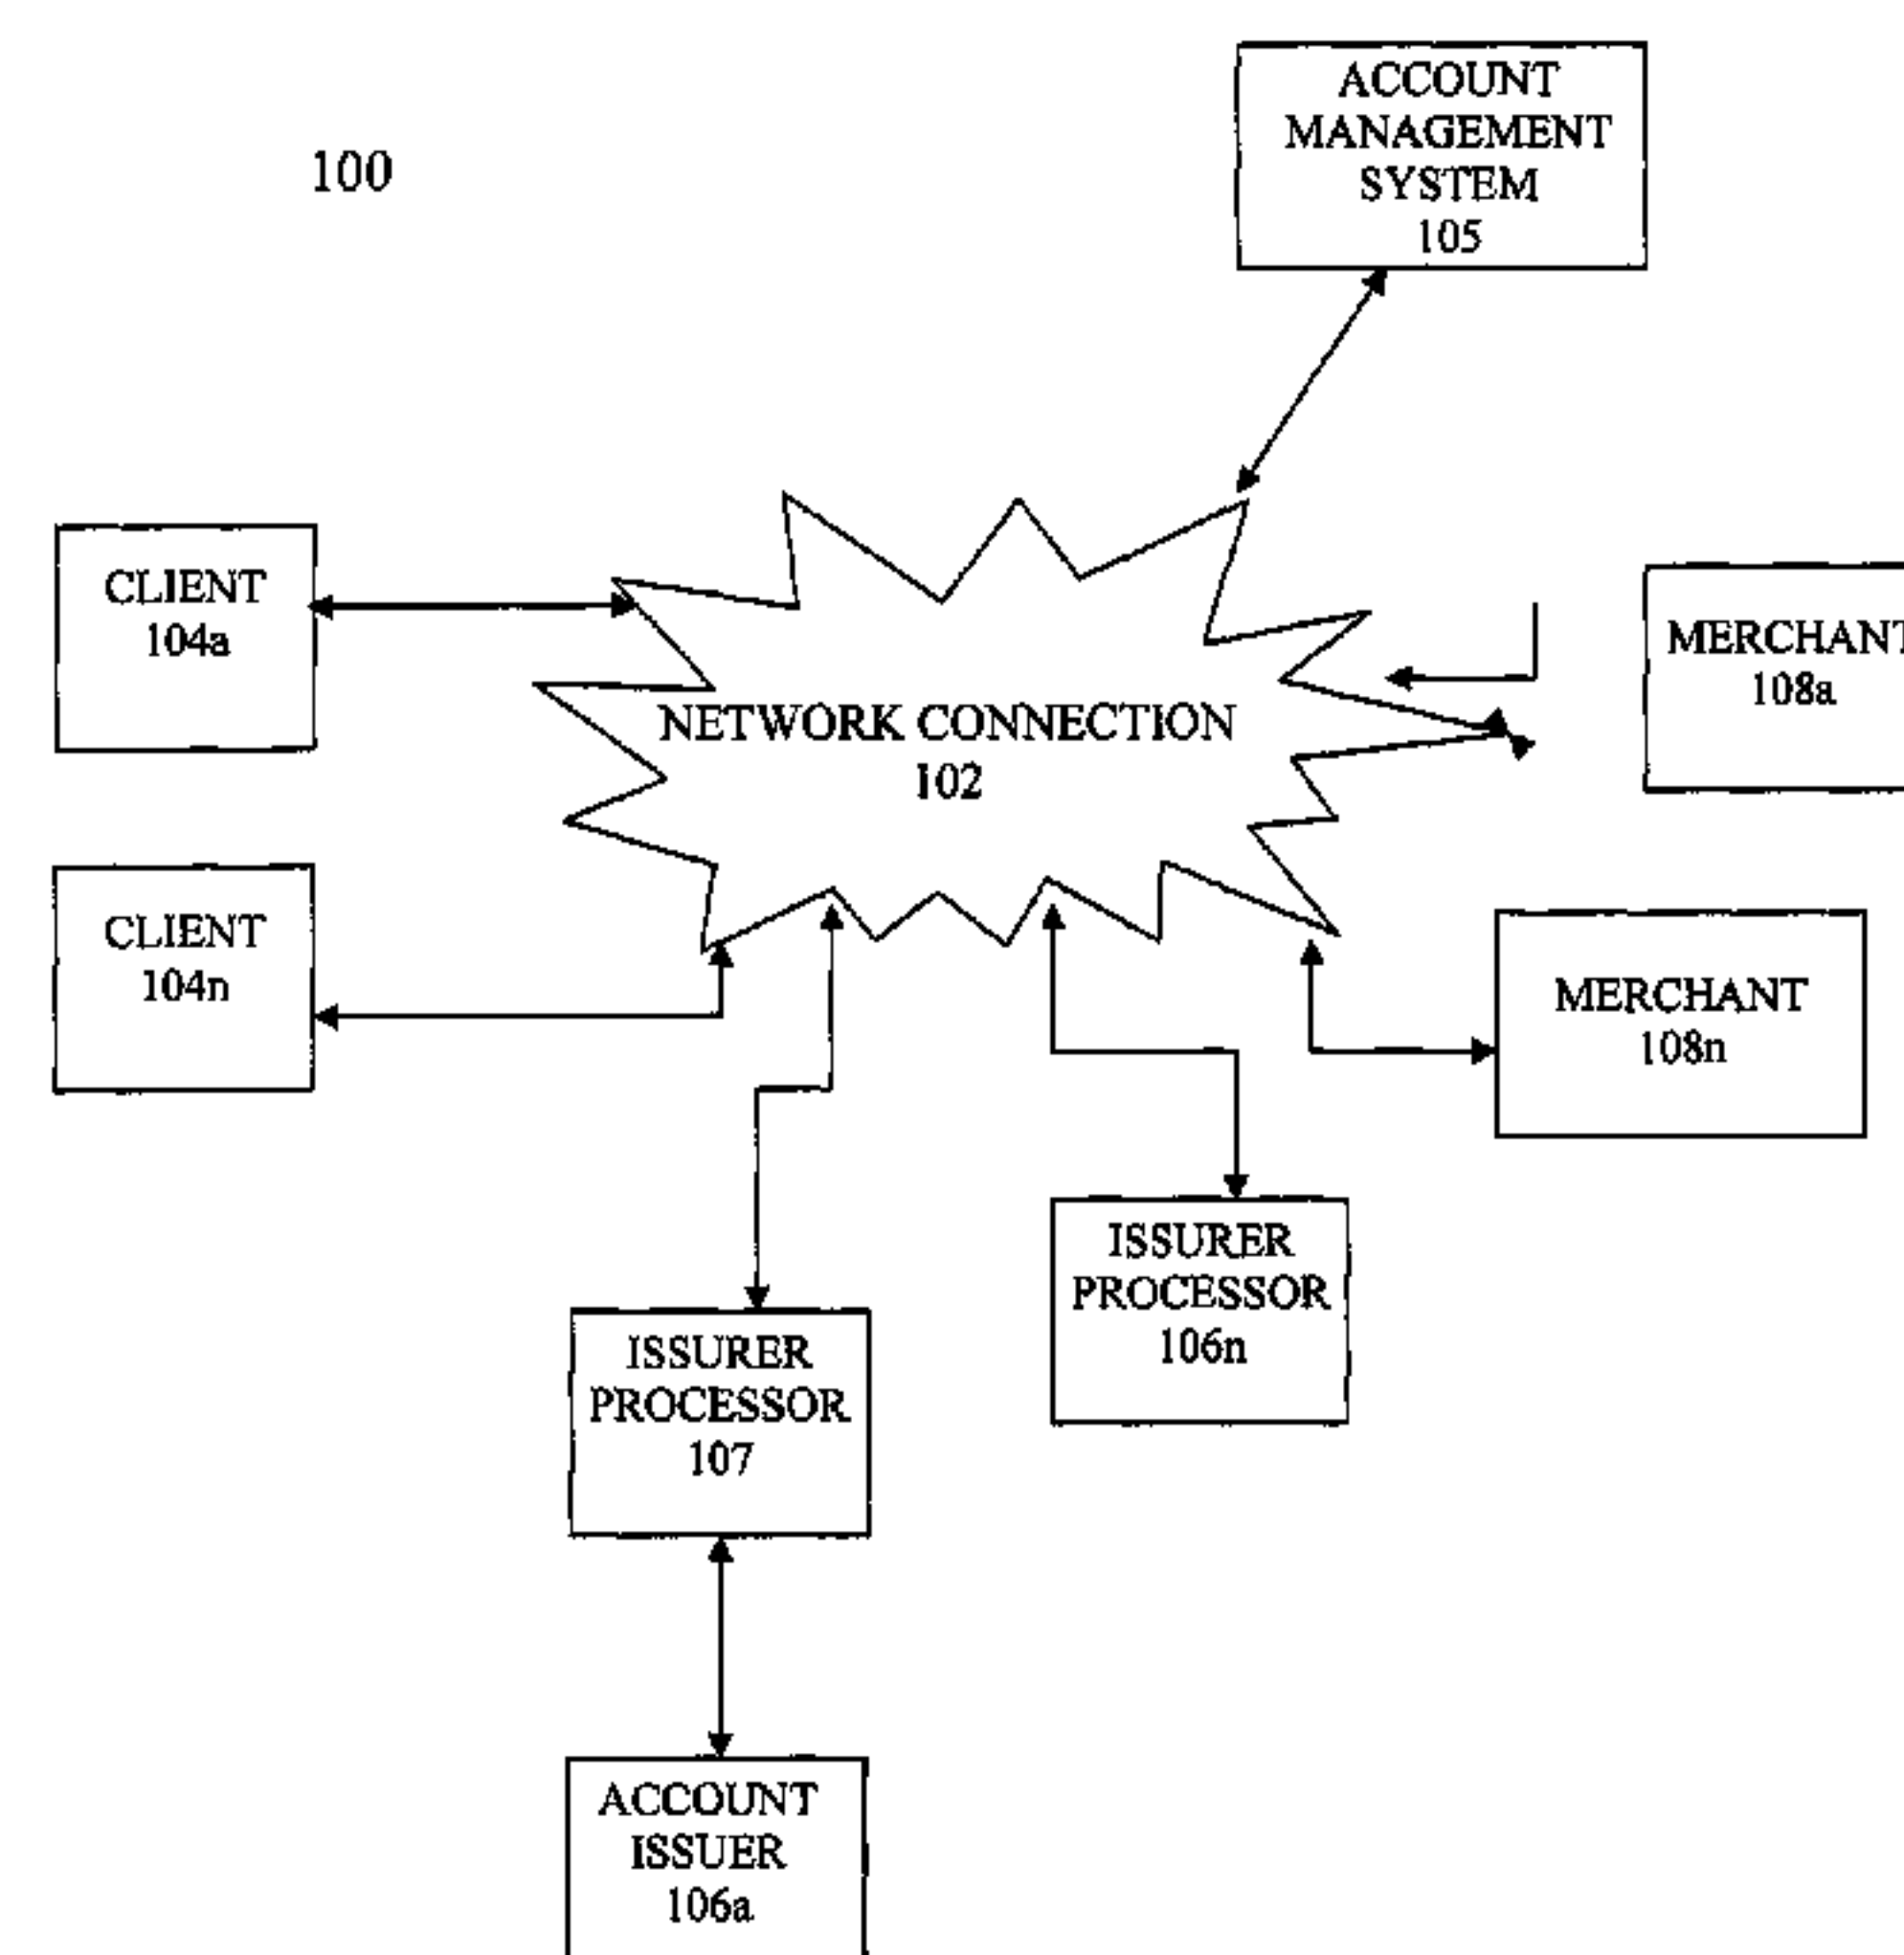 100
ACCOUNT
MANAGEMENT
SYSTEM
105
CLIENT
104a
NETWORK CONNECTION
102
MERCHANT
108a
CLIENT
104n
MERCHANT
108n
ISSURER
PROCESSOR
106n
ISSURER
PROCESSOR
107
ACCOUNT
ISSUER
106a